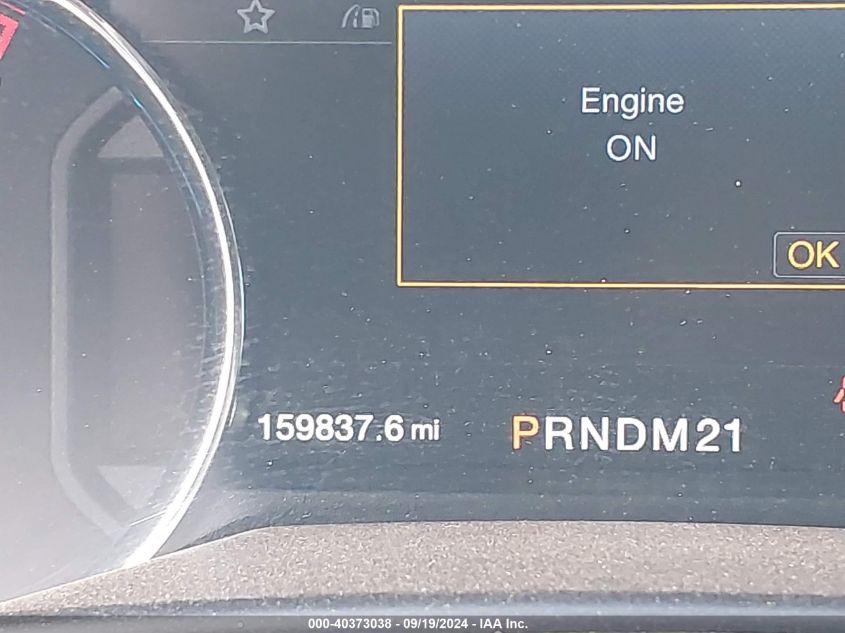 Engine
ON
OK
159837.6 mi
PRNDM21
000-40373038 - 09/19/2024 - IAA Inc.